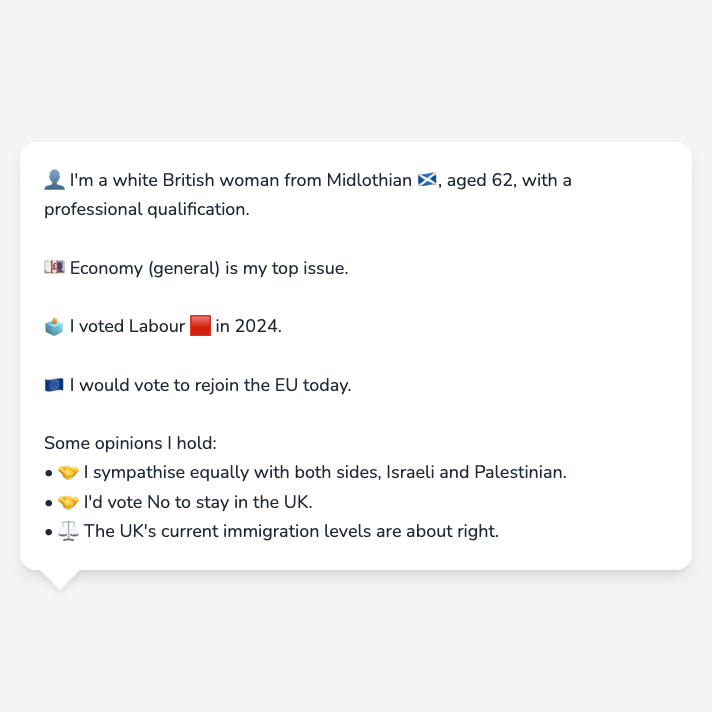 👤 I'm a white British woman from Midlothian 🏴󠁧󠁢󠁳󠁣󠁴󠁿, aged 62, with a
professional qualification.
💷 Economy (general) is my top issue.
🗳️ I voted Labour 🟥 in 2024.
🇪🇺 I would vote to rejoin the EU today.
Some opinions I hold:
• 🤝 I sympathise equally with both sides, Israeli and Palestinian.
• 🤝 I'd vote No to stay in the UK.
• ⚖️ The UK's current immigration levels are about right.